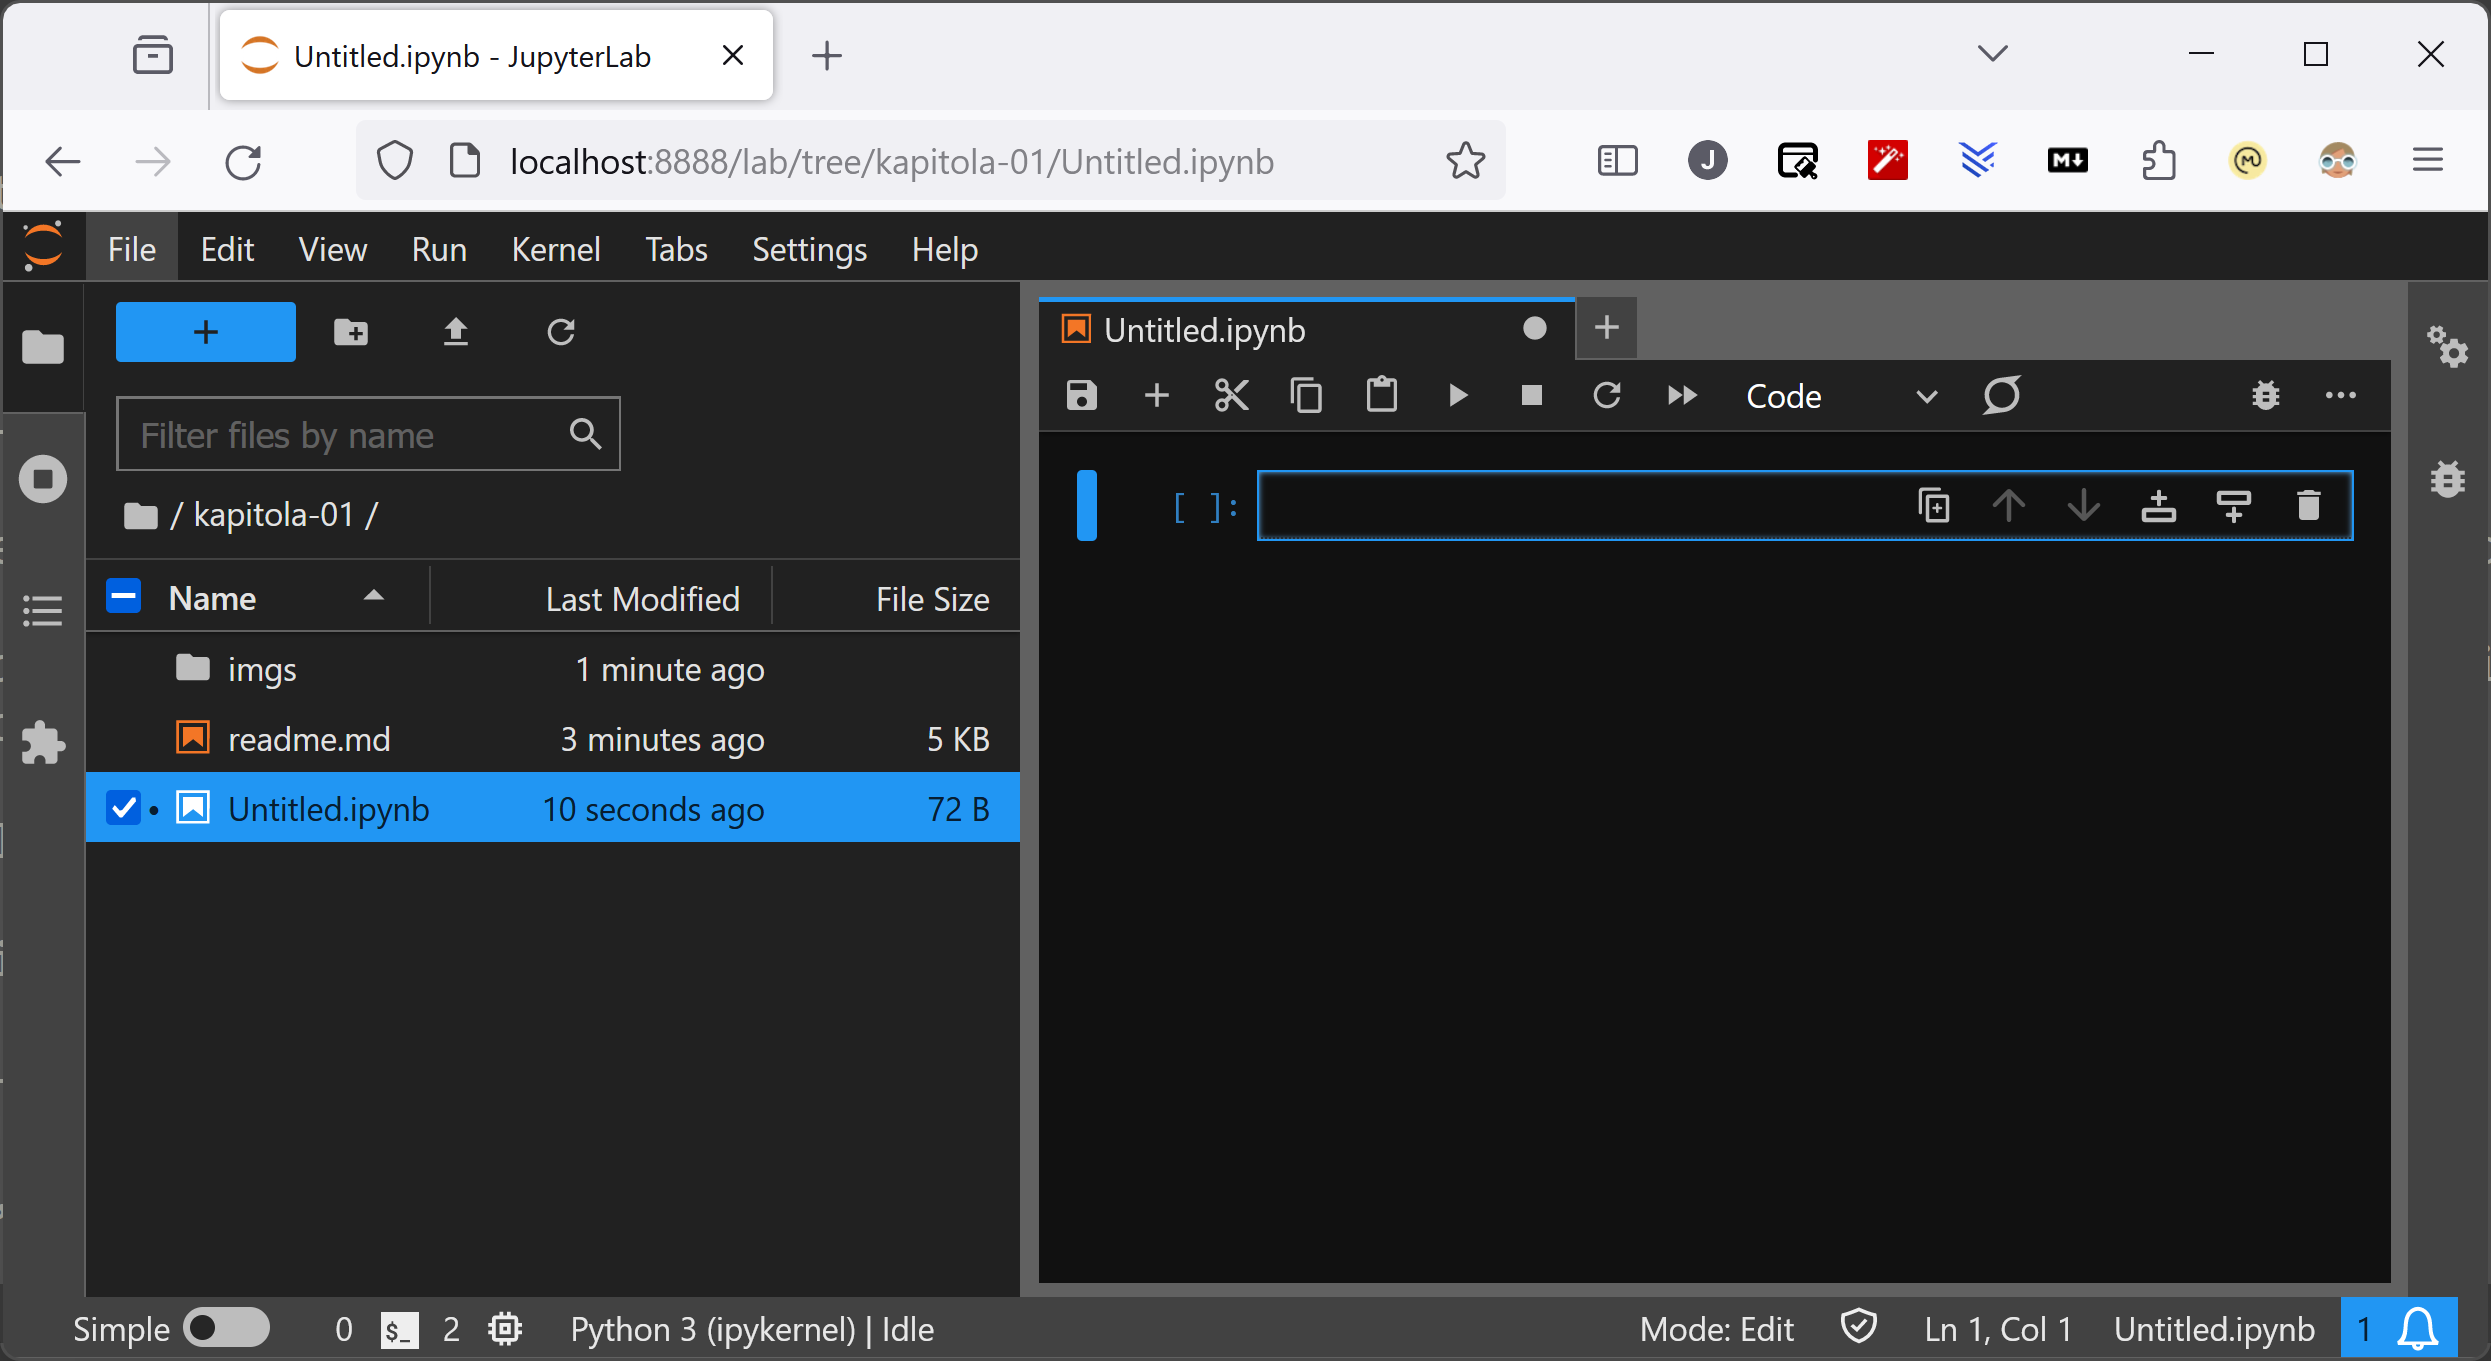 Untitled.ipynb - JupyterLab
localhost:8888/lab/tree/kapitola-01/Untitled.ipynb
J
M
File Edit View Run Kernel Tabs Settings Help
Filter files by name
/ kapitola-01 /
Name Last Modified File Size
imgs 1 minute ago
readme.md 3 minutes ago 5 KB
Untitled.ipynb 10 seconds ago 72 B
Untitled.ipynb
Code
[ ]:
Simple 0 $_ 2 Python 3 (ipykernel) | Idle
Mode: Edit Ln 1, Col 1 Untitled.ipynb 1